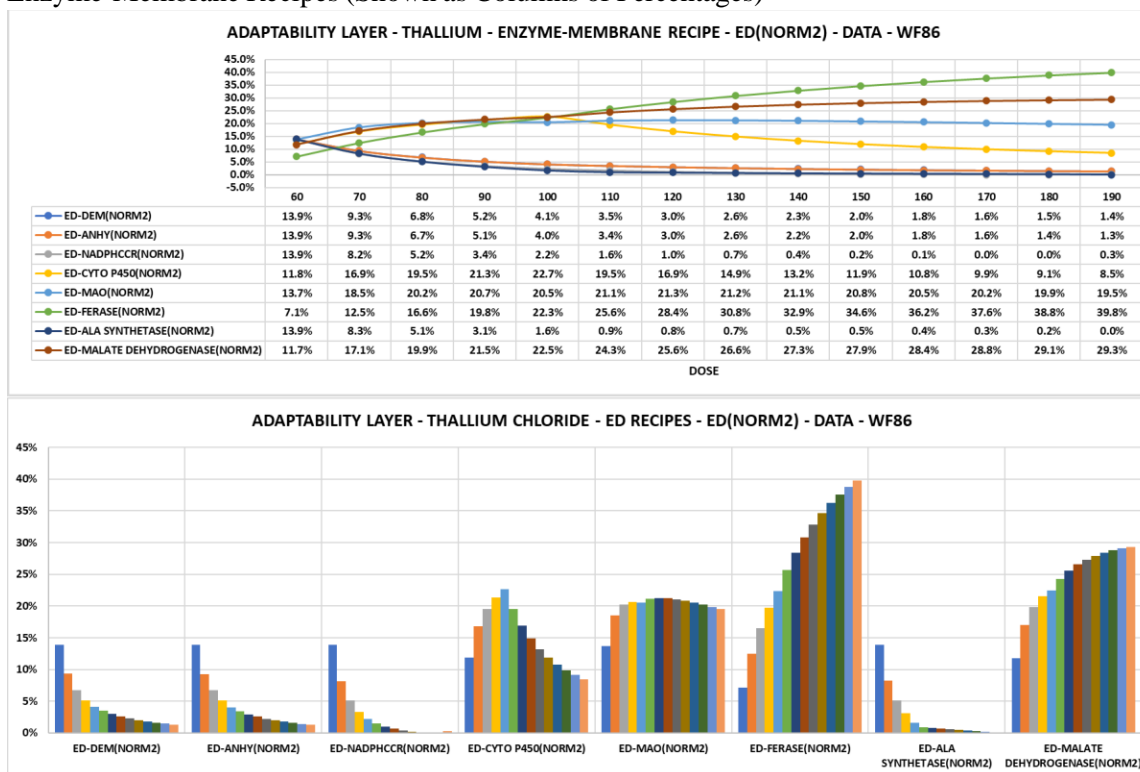 Enzyme-Membrane Recipes (Shown as Columns of Percentages)
ADAPTABILITY LAYER - THALLIUM - ENZYME-MEMBRANE RECIPE - ED(NORM2) - DATA - WF86
45.0%
40.0%
35.0%
30.0%
25.0%
20.0%
15.0%
10.0%
5.0%
0.0%
-5.0%
60 70 80 90 100 110 120 130 140 150 160 170 180 190
ED-DEM(NORM2) 13.9% 9.3% 6.8% 5.2% 4.1% 3.5% 3.0% 2.6% 2.3% 2.0% 1.8% 1.6% 1.5% 1.4%
ED-ANHY(NORM2) 13.9% 9.3% 6.7% 5.1% 4.0% 3.4% 3.0% 2.6% 2.2% 2.0% 1.8% 1.6% 1.4% 1.3%
ED-NADPHCCR(NORM2) 13.9% 8.2% 5.2% 3.4% 2.2% 1.6% 1.0% 0.7% 0.4% 0.2% 0.1% 0.0% 0.0% 0.3%
ED-CYTO P450(NORM2) 11.8% 16.9% 19.5% 21.3% 22.7% 19.5% 16.9% 14.9% 13.2% 11.9% 10.8% 9.9% 9.1% 8.5%
ED-MAO(NORM2) 13.7% 18.5% 20.2% 20.7% 20.5% 21.1% 21.3% 21.2% 21.1% 20.8% 20.5% 20.2% 19.9% 19.5%
ED-FERASE(NORM2) 7.1% 12.5% 16.6% 19.8% 22.3% 25.6% 28.4% 30.8% 32.9% 34.6% 36.2% 37.6% 38.8% 39.8%
ED-ALA SYNTHETASE(NORM2) 13.9% 8.3% 5.1% 3.1% 1.6% 0.9% 0.8% 0.7% 0.5% 0.5% 0.4% 0.3% 0.2% 0.0%
ED-MALATE DEHYDROGENASE(NORM2) 11.7% 17.1% 19.9% 21.5% 22.5% 24.3% 25.6% 26.6% 27.3% 27.9% 28.4% 28.8% 29.1% 29.3%
DOSE
ADAPTABILITY LAYER - THALLIUM CHLORIDE - ED RECIPES - ED(NORM2) - DATA - WF86
45%
40%
35%
30%
25%
20%
15%
10%
5%
0%
ED-DEM(NORM2) ED-ANHY(NORM2) ED-NADPHCCR(NORM2) ED-CYTO P450(NORM2) ED-MAO(NORM2) ED-FERASE(NORM2) ED-ALA ED-MALATE
SYNTHETASE(NORM2) DEHYDROGENASE(NORM2)